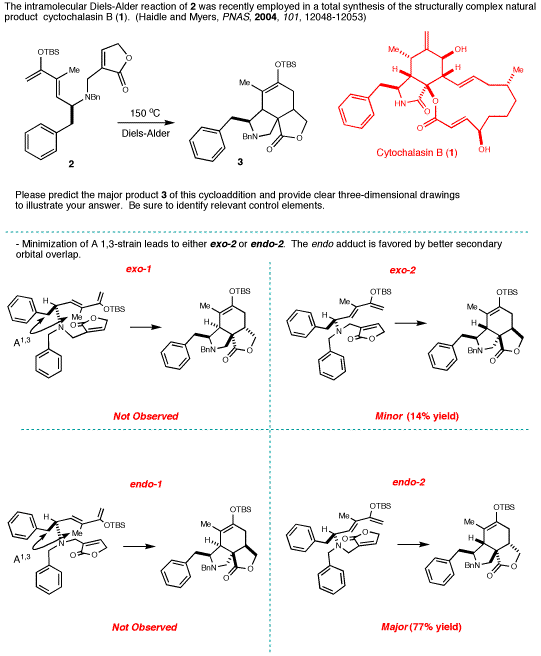 The intramolecular Diels-Alder reaction of 2 was recently employed in a total synthesis of the structurally complex natural
product cytochalasin B (1). (Haidle and Myers, PNAS, 2004, 101, 12048-12053)
OTBS
Me
O
O
N
Bn
2
150 °C
Diels-Alder
OTBS
Me
BnN
O
O
3
Me
OH
H
H
HN
O
O
O
Me
OH
Cytochalasin B (1)
Please predict the major product 3 of this cycloaddition and provide clear three-dimensional drawings
to illustrate your answer. Be sure to identify relevant control elements.
- Minimization of A 1,3-strain leads to either exo-2 or endo-2. The endo adduct is favored by better secondary
orbital overlap.
exo-1
H
OTBS
Me
N
O
O
A1,3
OTBS
Me
H
BnN
O
O
Not Observed
exo-2
OTBS
Me
H
N
O
O
OTBS
Me
H
BnN
O
O
Minor (14% yield)
endo-1
H
OTBS
Me
N
O
O
A1,3
OTBS
Me
H
BnN
O
O
Not Observed
endo-2
OTBS
Me
H
N
O
O
OTBS
Me
H
BnN
O
O
Major (77% yield)